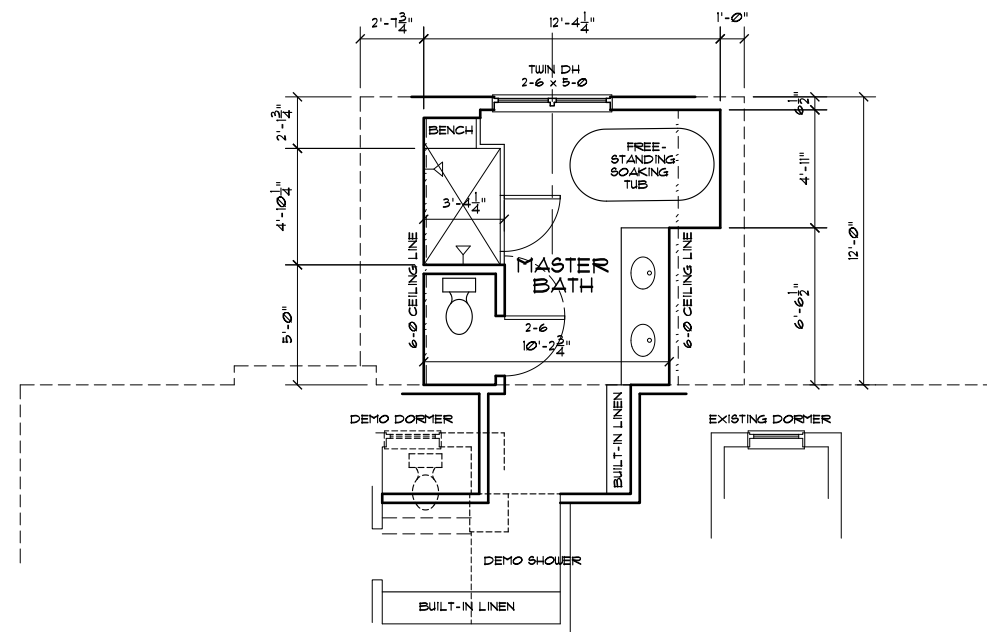 2'-7 3/4"
12'-4 1/4"
1'-0"
TWIN DH
2-6 x 5-0
2'-1 3/4"
6 1/2"
BENCH
FREE-
STANDING
SOAKING
TUB
4'-11"
4'-10 1/4"
3'-4 1/4"
12'-0"
6-0 CEILING LINE
MASTER
BATH
6-0 CEILING LINE
6'-6 1/2"
5'-0"
2-6
10'-2 3/4"
DEMO DORMER
BUILT-IN LINEN
EXISTING DORMER
DEMO SHOWER
BUILT-IN LINEN